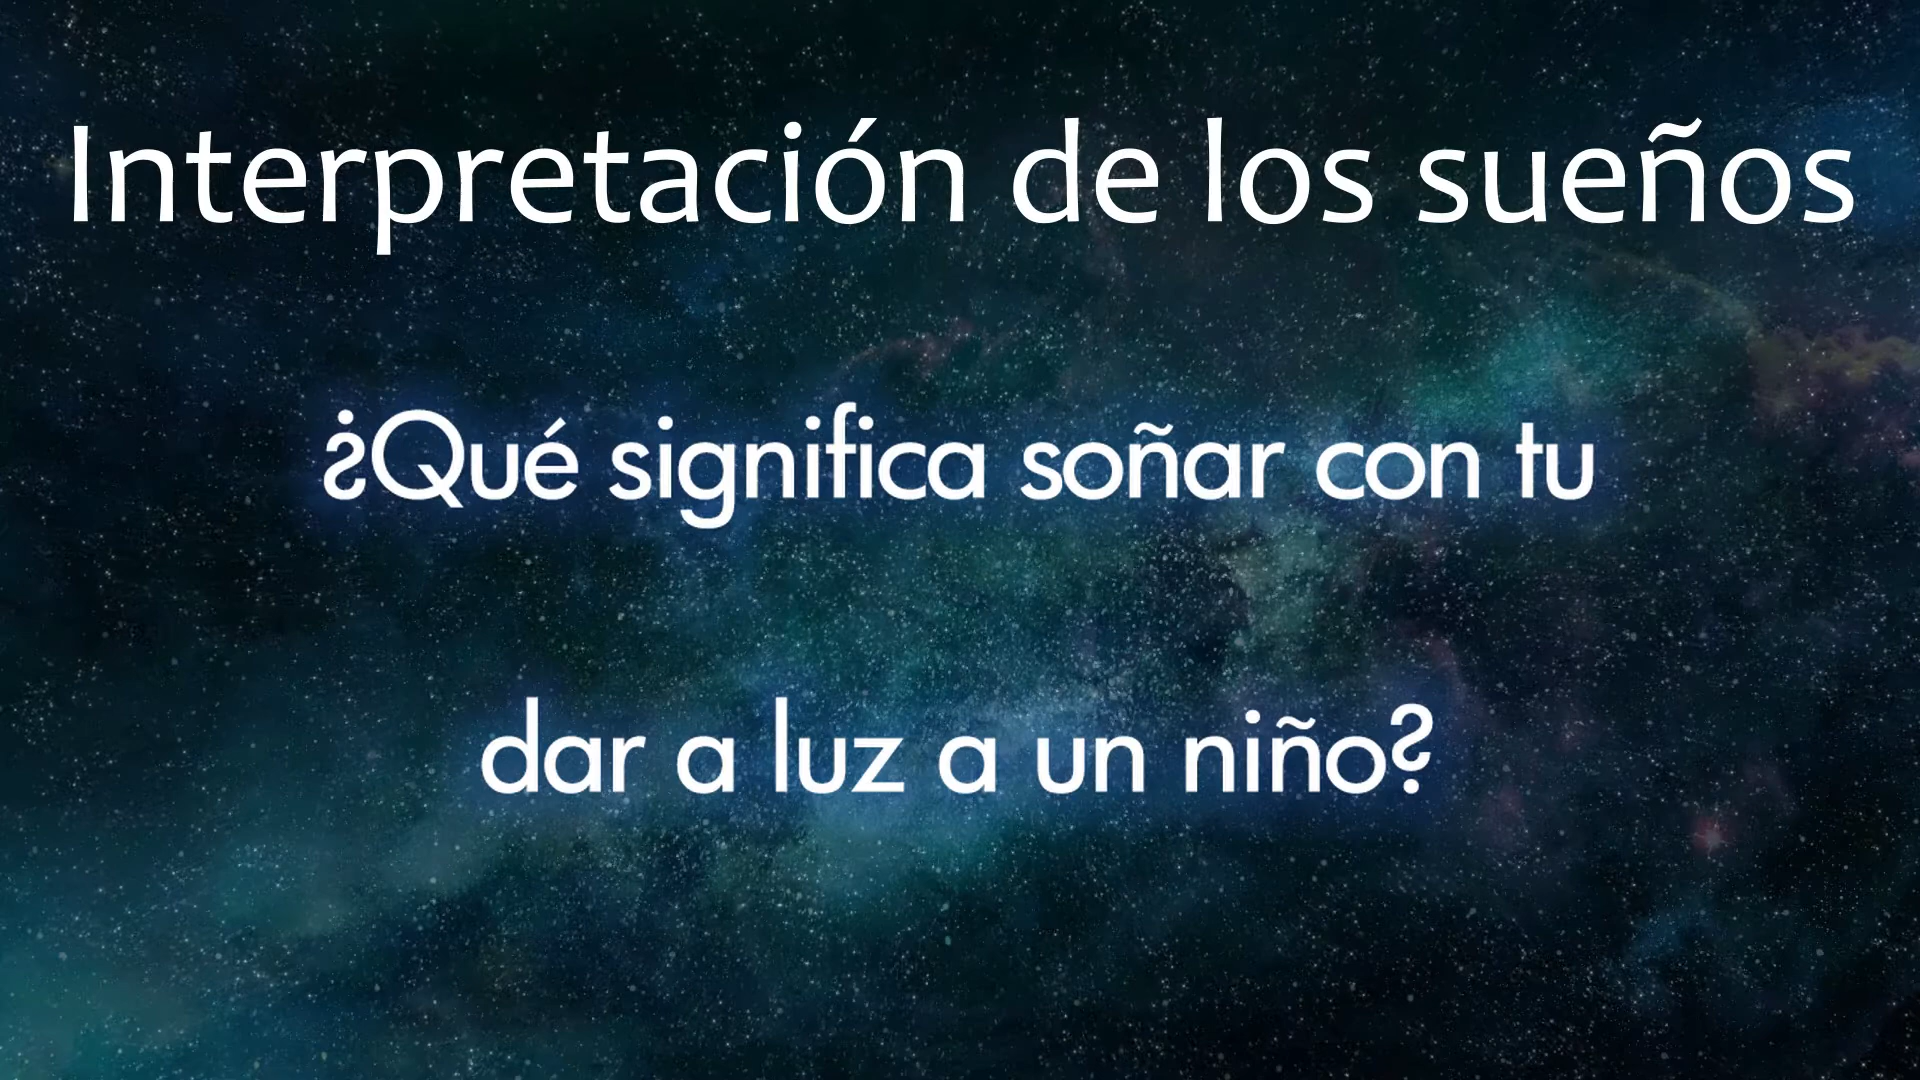 Interpretación de los sueños
¿Qué significa soñar con tu
dar a luz a un niño?